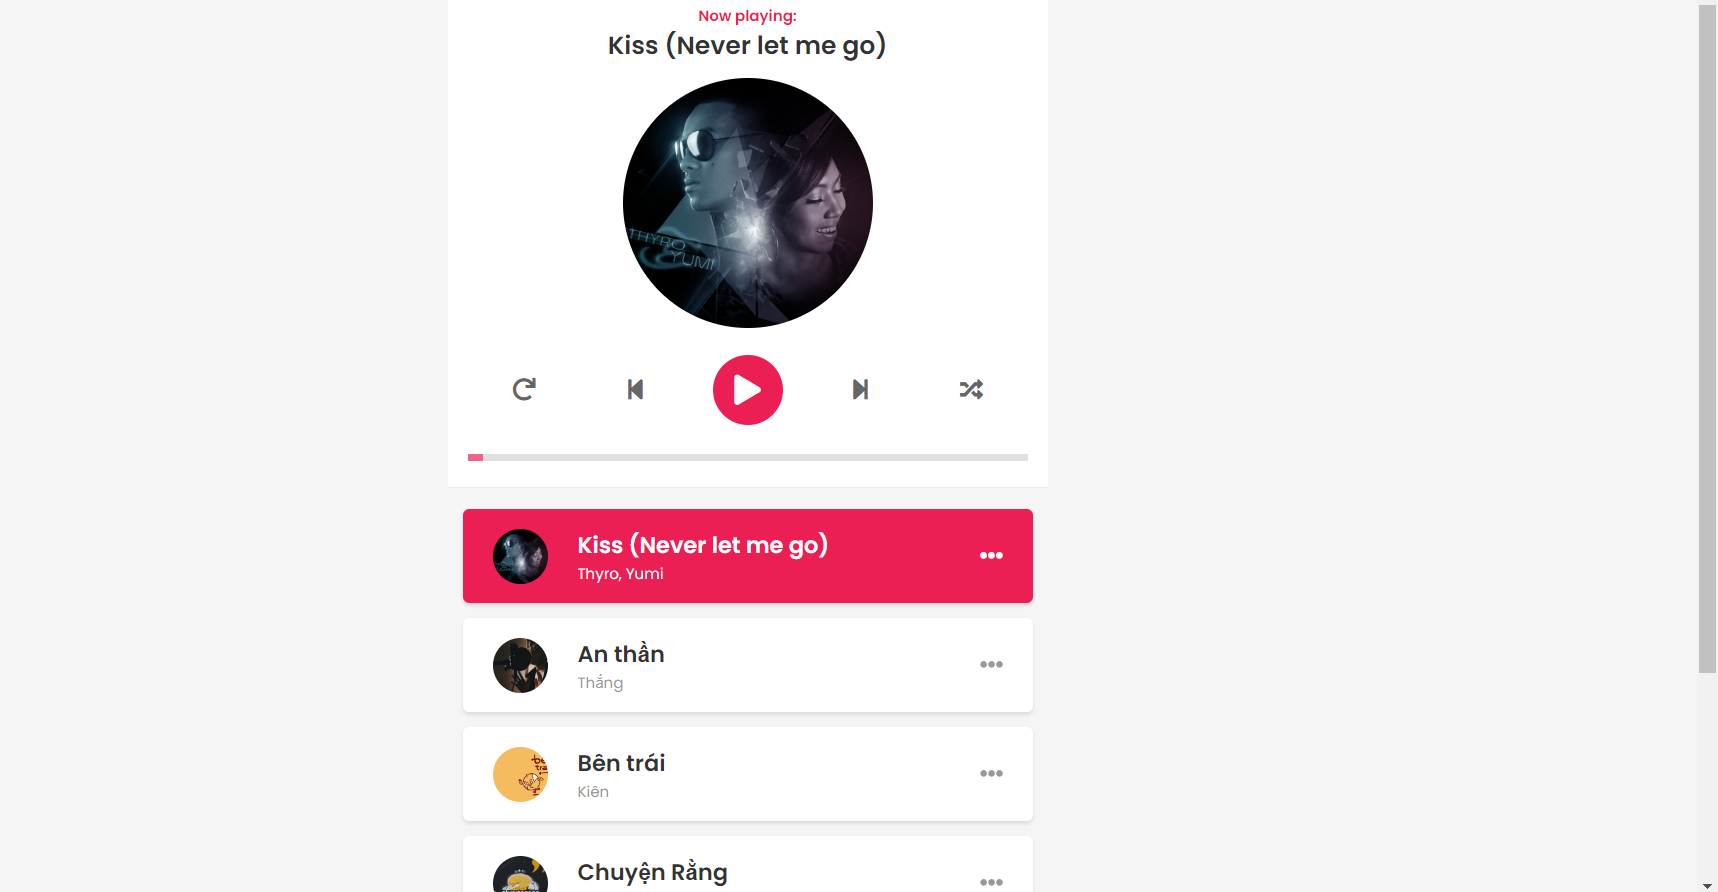 Now playing:
Kiss (Never let me go)
THYRO
YUMI
Kiss (Never let me go)
Thyro, Yumi
An thần
Thắng
Bên trái
Kiên
Chuyện Rằng